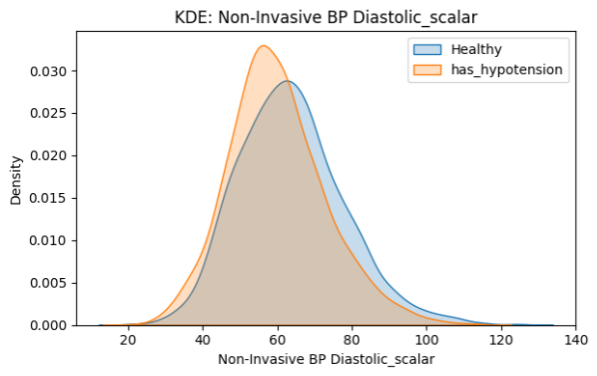 KDE: Non-Invasive BP Diastolic_scalar
Healthy
has_hypotension
Density
0.030
0.025
0.020
0.015
0.010
0.005
0.000
20 40 60 80 100 120 140
Non-Invasive BP Diastolic_scalar